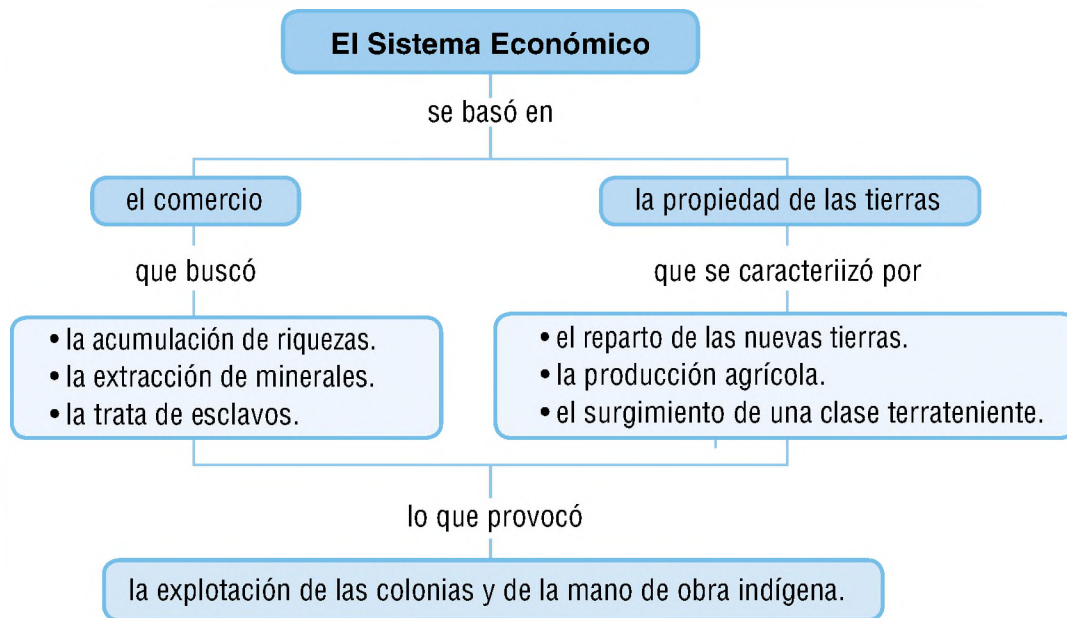 El Sistema Económico
se basó en
el comercio
la propiedad de las tierras
que buscó
que se caracteriizó por
• la acumulación de riquezas.
• la extracción de minerales.
• la trata de esclavos.
• el reparto de las nuevas tierras.
• la producción agrícola.
• el surgimiento de una clase terrateniente.
lo que provocó
la explotación de las colonias y de la mano de obra indígena.